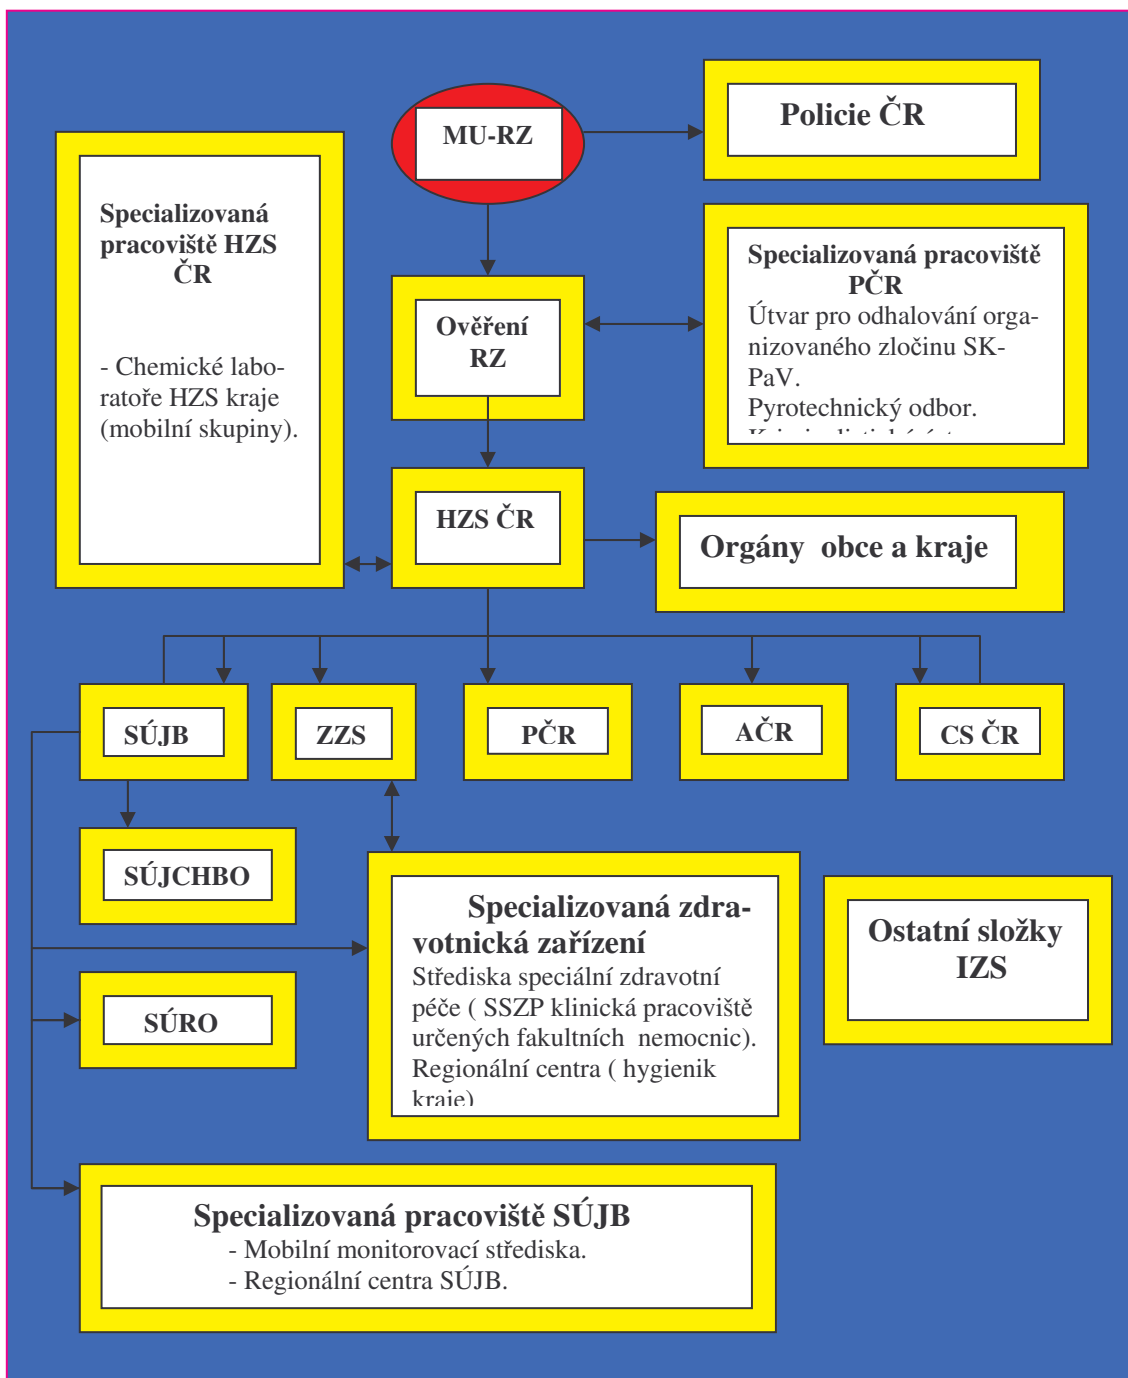 MU-RZ
Policie ČR
Specializovaná
pracoviště HZS
ČR
- Chemické labo-
ratoře HZS kraje
(mobilní skupiny).
Specializovaná pracoviště
PČR
Útvar pro odhalování orga-
nizovaného zločinu SK-
PaV.
Pyrotechnický odbor.
Ověření
RZ
HZS ČR
Orgány obce a kraje
SÚJB
ZZS
PČR
AČR
CS ČR
SÚJCHBO
Specializovaná zdra-
votnická zařízení
Střediska speciální zdravotní
péče ( SSZP klinická pracoviště
určených fakultních nemocnic).
Regionální centra ( hygienik
kraje)
Ostatní složky
IZS
SÚRO
Specializovaná pracoviště SÚJB
- Mobilní monitorovací střediska.
- Regionální centra SÚJB.